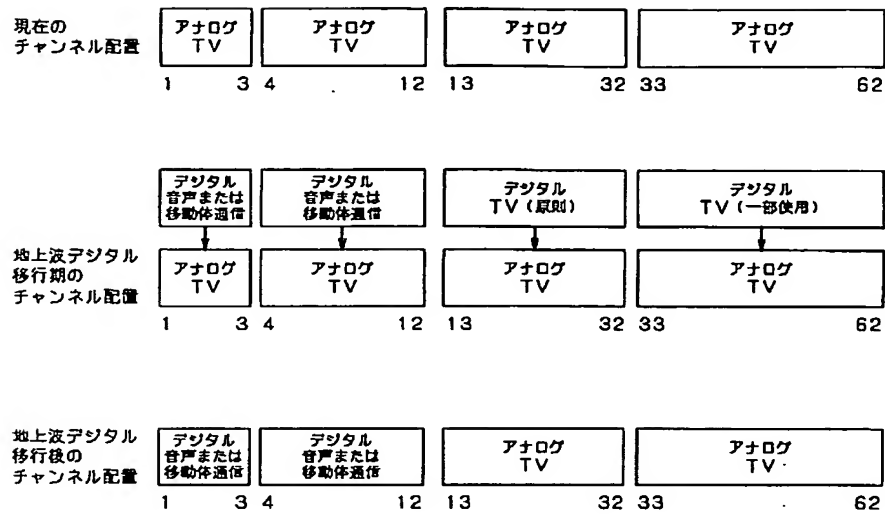 現在の
チャンネル配置
アナログ
TV
アナログ
TV
アナログ
TV
アナログ
TV
1 3 4 12 13 32 33 62
デジタル
音声または
移動体通信
デジタル
音声または
移動体通信
デジタル
TV(原則)
デジタル
TV(一部使用)
地上波デジタル
移行期の
チャンネル配置
アナログ
TV
アナログ
TV
アナログ
TV
アナログ
TV
1 3 4 12 13 32 33 62
地上波デジタル
移行後の
チャンネル配置
デジタル
音声または
移動体通信
デジタル
音声または
移動体通信
アナログ
TV
アナログ
TV
1 3 4 12 13 32 33 62